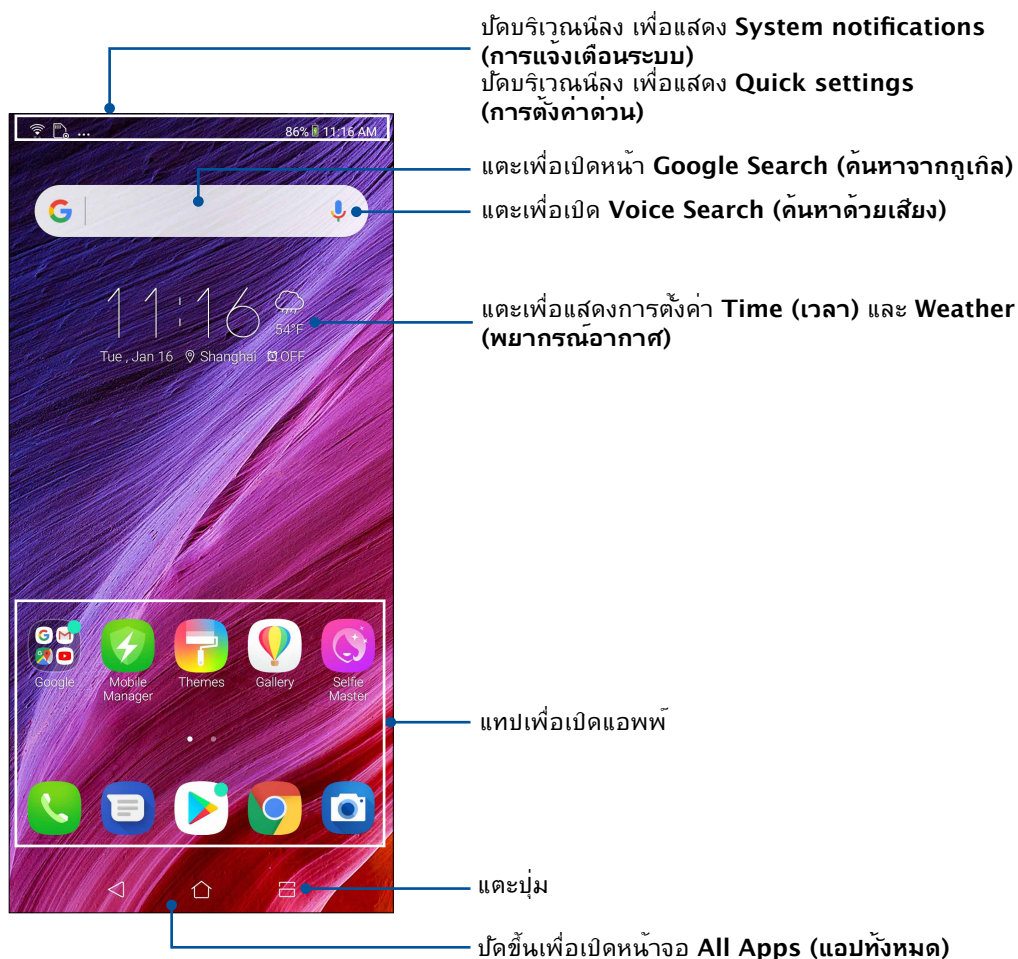 ปัดบริเวณนี้ลง เพื่อแสดง System notifications
(การแจ้งเตือนระบบ)
ปัดบริเวณนี้ลง เพื่อแสดง Quick settings
(การตั้งค่าด่วน)
86% 11:16 AM
แตะเพื่อเปิดหน้า Google Search (ค้นหาจากกูเกิล)
G
แตะเพื่อเปิด Voice Search (ค้นหาด้วยเสียง)
11:16
54°F
แตะเพื่อแสดงการตั้งค่า Time (เวลา) และ Weather
(พยากรณ์อากาศ)
Tue , Jan 16 Shanghai OFF
Google
Mobile
Manager
Themes
Gallery
Selfie
Master
แทปเพื่อเปิดแอพพ์
แตะปุ่ม
ปัดขึ้นเพื่อเปิดหน้าจอ All Apps (แอปทั้งหมด)